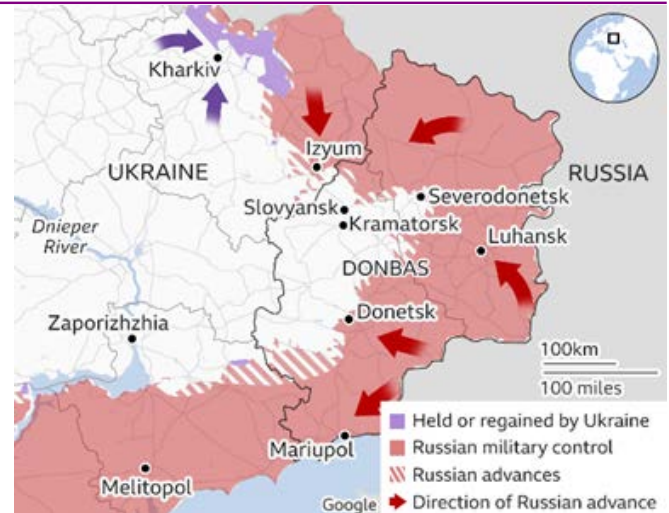 Kharkiv
Izyum
UKRAINE
RUSSIA
Severodonetsk
Slovyansk
Kramatorsk
Dnieper
River
Luhansk
DONBAS
Donetsk
Zaporizhzhia
100km
100 miles
Held or regained by Ukraine
Russian military control
Mariupol
Russian advances
Melitopol
Google
Direction of Russian advance